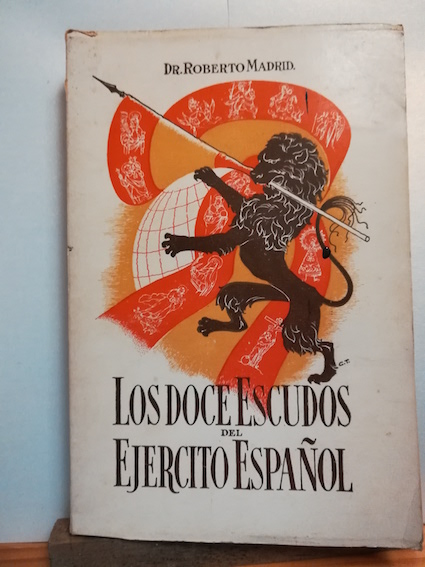 DR. ROBERTO MADRID.
C.T.
LOS DOCE ESCUDOS
DEL
EJERCITO ESPAÑOL